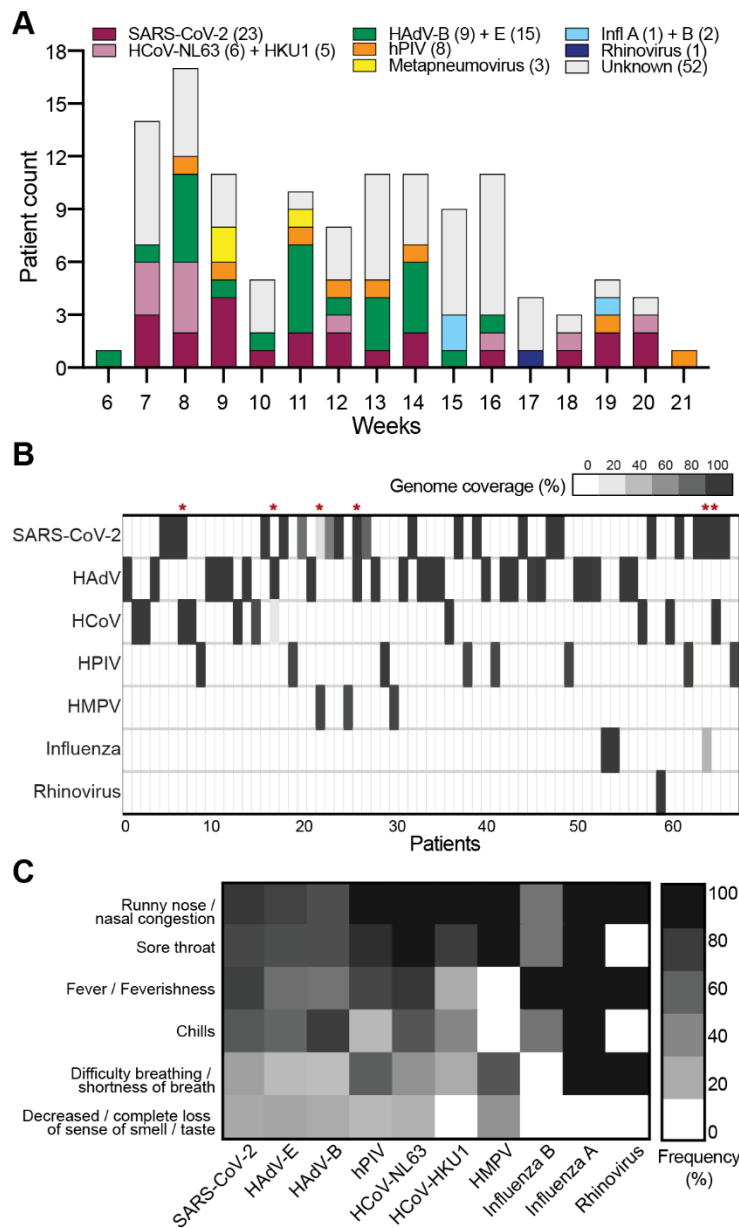 A
SARS-CoV-2 (23)
HCoV-NL63 (6) + HKU1 (5)
HAdV-B (9) + E (15)
hPIV (8)
Metapneumovirus (3)
Infl A (1) + B (2)
Rhinovirus (1)
Unknown (52)
18
15
12
9
6
3
0
Patient count
6 7 8 9 10 11 12 13 14 15 16 17 18 19 20 21
Weeks
B
Genome coverage (%)
0 20 40 60 80 100
* * * * **
SARS-CoV-2
HAdV
HCoV
HPIV
HMPV
Influenza
Rhinovirus
0 10 20 30 40 50 60
Patients
C
Runny nose /
nasal congestion
Sore throat
Fever / Feverishness
Chills
Difficulty breathing /
shortness of breath
Decreased / complete loss
of sense of smell / taste
SARS-CoV-2
HAdV-E
HAdV-B
hPIV
HCoV-NL63
HCoV-HKU1
HMPV
Influenza B
Influenza A
Rhinovirus
100
80
60
40
20
0
Frequency
(%)